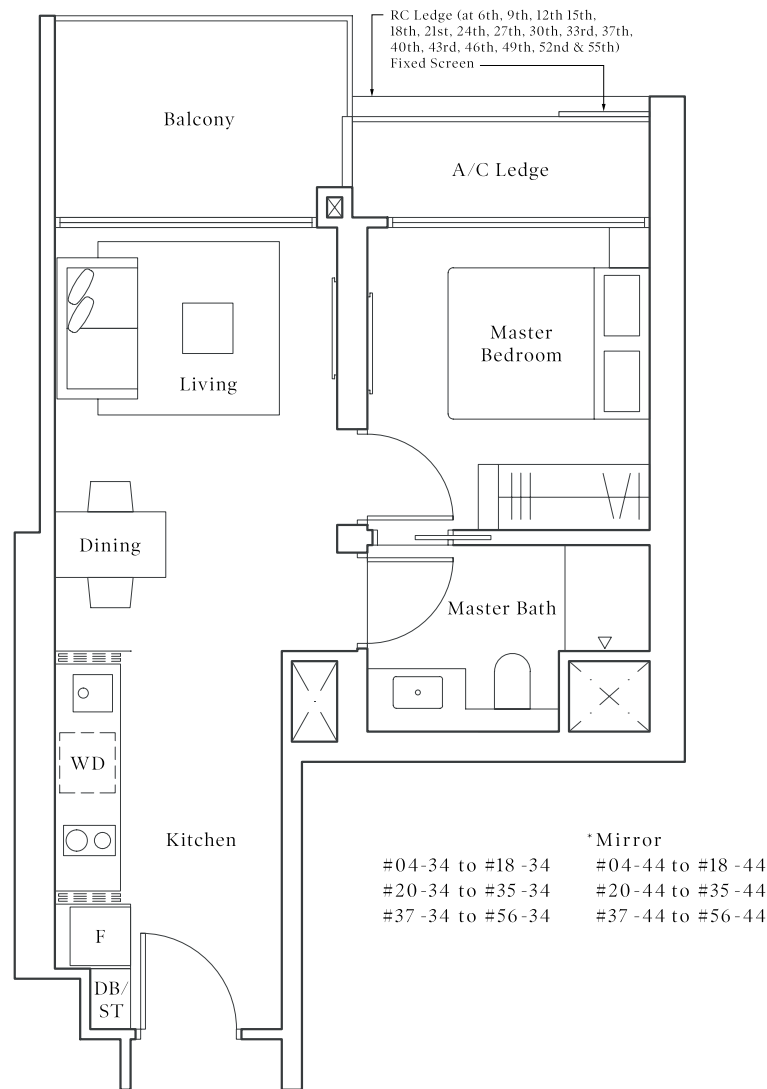 RC Ledge (at 6th, 9th, 12th 15th,
18th, 21st, 24th, 27th, 30th, 33rd, 37th,
40th, 43rd, 46th, 49th, 52nd & 55th)
Fixed Screen
Balcony
A/C Ledge
Master
Bedroom
Living
Dining
Master Bath
WD
Kitchen
*Mirror
#04-34 to #18 -34
#04-44 to #18 -44
#20-34 to #35-34
#20-44 to #35-44
#37 -34 to #56-34
#37 -44 to #56-44
F
DB/
ST